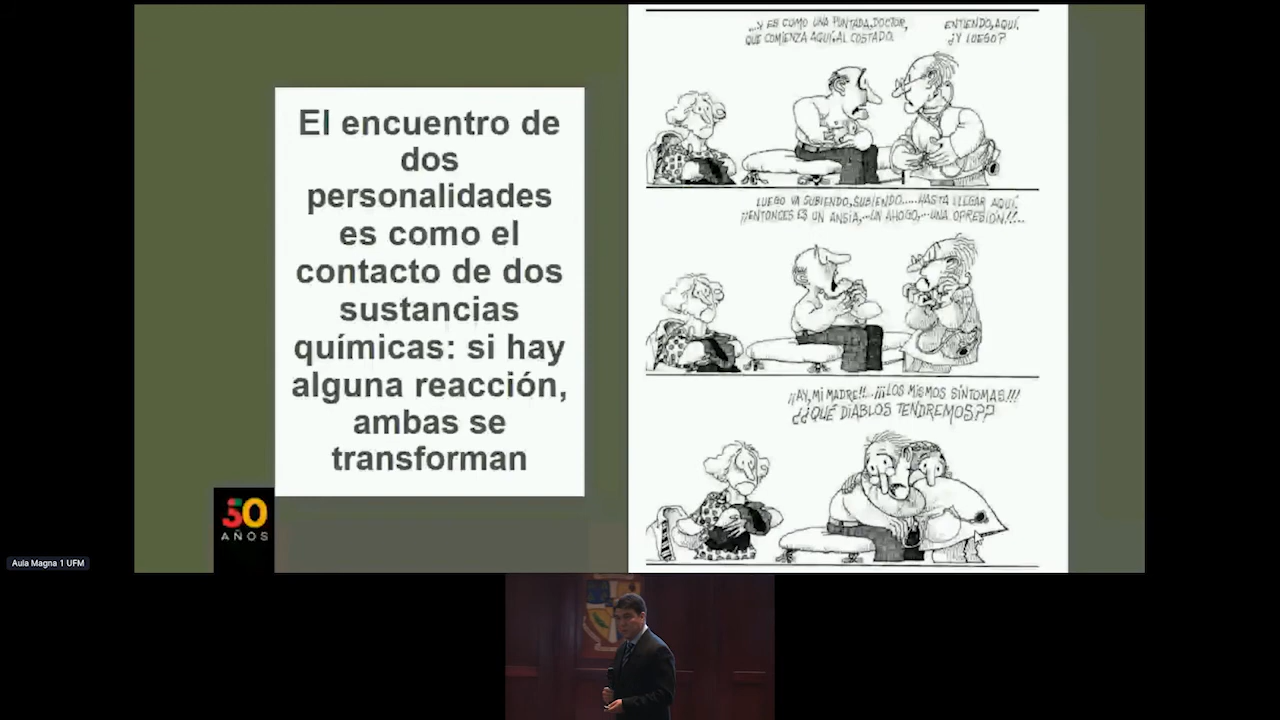 El encuentro de
dos
personalidades
es como el
contacto de dos
sustancias
químicas: si hay
alguna reacción,
ambas se
transforman
50
AÑOS
...Y ES COMO UNA PUNTADA, DOCTOR,
QUE COMIENZA AQUÍ, AL COSTADO.
ENTIENDO, AQUÍ.
¿Y LUEGO?
LUEGO VA SUBIENDO, SUBIENDO.....HASTA LLEGAR AQUÍ.
¡¡ENTONCES ES UN ANSIA,...UN AHOGO,...UNA OPRESIÓN!!...
¡¡AY, MI MADRE!!...¡¡¡LOS MISMOS SÍNTOMAS!!!
¿¿QUÉ DIABLOS TENDREMOS??
Aula Magna 1 UFM